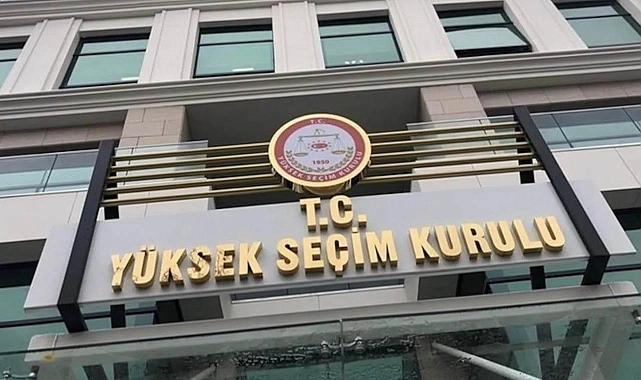 T.C.
YÜKSEK SEÇİM KURULU
1950
T.C.
YÜKSEK SEÇİM KURULU